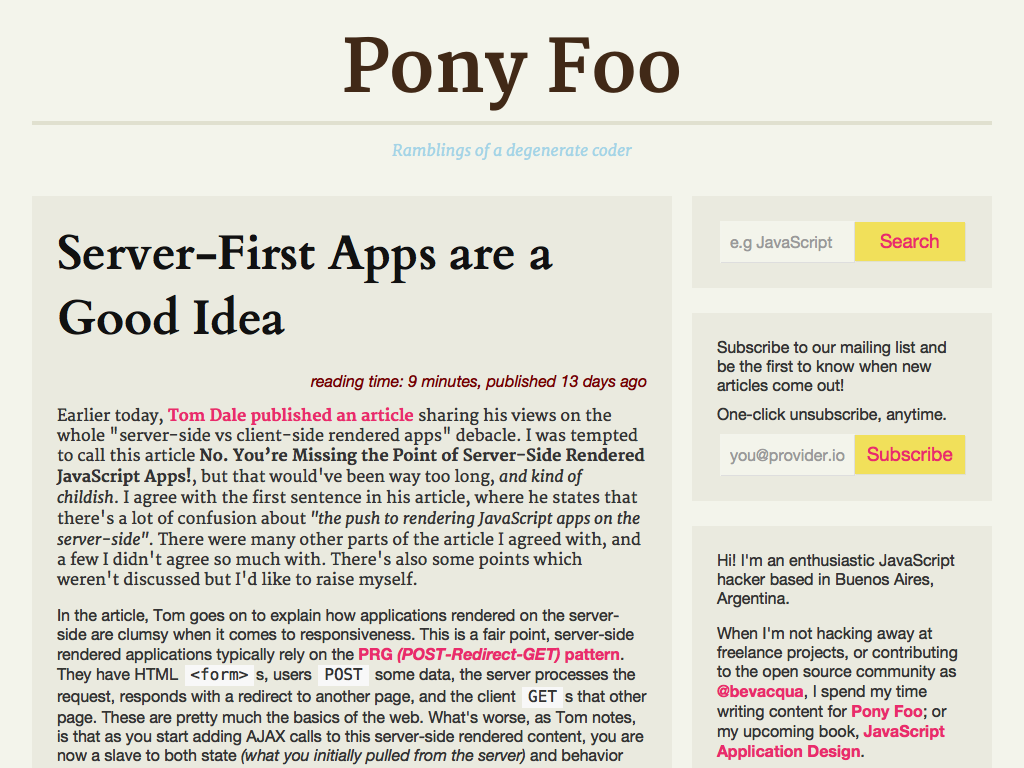 Pony Foo
Ramblings of a degenerate coder
Server-First Apps are a
Good Idea
reading time: 9 minutes, published 13 days ago
Earlier today, Tom Dale published an article sharing his views on the
whole "server-side vs client-side rendered apps" debacle. I was tempted
to call this article No. You're Missing the Point of Server-Side Rendered
JavaScript Apps!, but that would've been way too long, and kind of
childish. I agree with the first sentence in his article, where he states that
there's a lot of confusion about "the push to rendering JavaScript apps on the
server-side". There were many other parts of the article I agreed with, and
a few I didn't agree so much with. There's also some points which
weren't discussed but I'd like to raise myself.
In the article, Tom goes on to explain how applications rendered on the server-
side are clumsy when it comes to responsiveness. This is a fair point, server-side
rendered applications typically rely on the PRG (POST-Redirect-GET) pattern.
They have HTML <form> s, users POST some data, the server processes the
request, responds with a redirect to another page, and the client GET s that other
page. These are pretty much the basics of the web. What's worse, as Tom notes,
is that as you start adding AJAX calls to this server-side rendered content, you are
now a slave to both state (what you initially pulled from the server) and behavior
e.g JavaScript Search
Subscribe to our mailing list and
be the first to know when new
articles come out!
One-click unsubscribe, anytime.
you@provider.io Subscribe
Hi! I'm an enthusiastic JavaScript
hacker based in Buenos Aires,
Argentina.
When I'm not hacking away at
freelance projects, or contributing
to the open source community as
@bevacqua, I spend my time
writing content for Pony Foo; or
my upcoming book, JavaScript
Application Design.